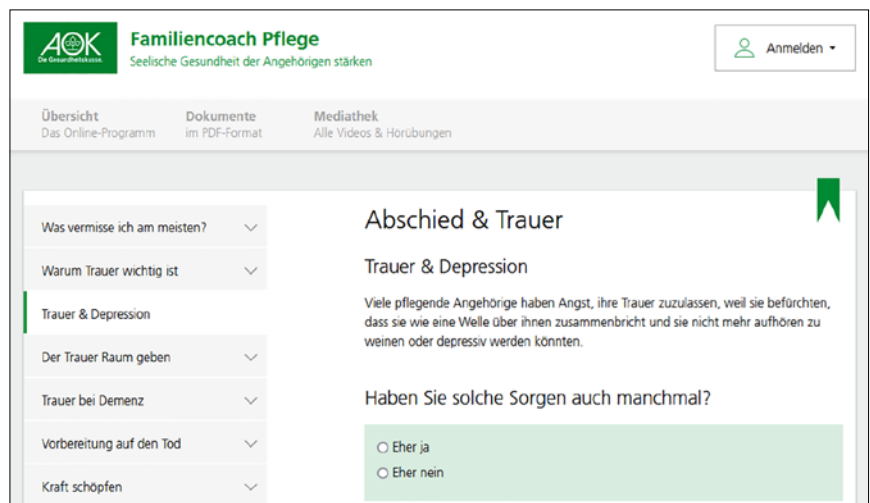 AOK
Die Gesundheitskasse.
Familiencoach Pflege
Seelische Gesundheit der Angehörigen stärken
Anmelden
Übersicht
Das Online-Programm
Dokumente
im PDF-Format
Mediathek
Alle Videos & Hörübungen
Was vermisse ich am meisten?
Warum Trauer wichtig ist
Trauer & Depression
Der Trauer Raum geben
Trauer bei Demenz
Vorbereitung auf den Tod
Kraft schöpfen
Abschied & Trauer
Trauer & Depression
Viele pflegende Angehörige haben Angst, ihre Trauer zuzulassen, weil sie befürchten,
dass sie wie eine Welle über ihnen zusammenbricht und sie nicht mehr aufhören zu
weinen oder depressiv werden könnten.
Haben Sie solche Sorgen auch manchmal?
Eher ja
Eher nein